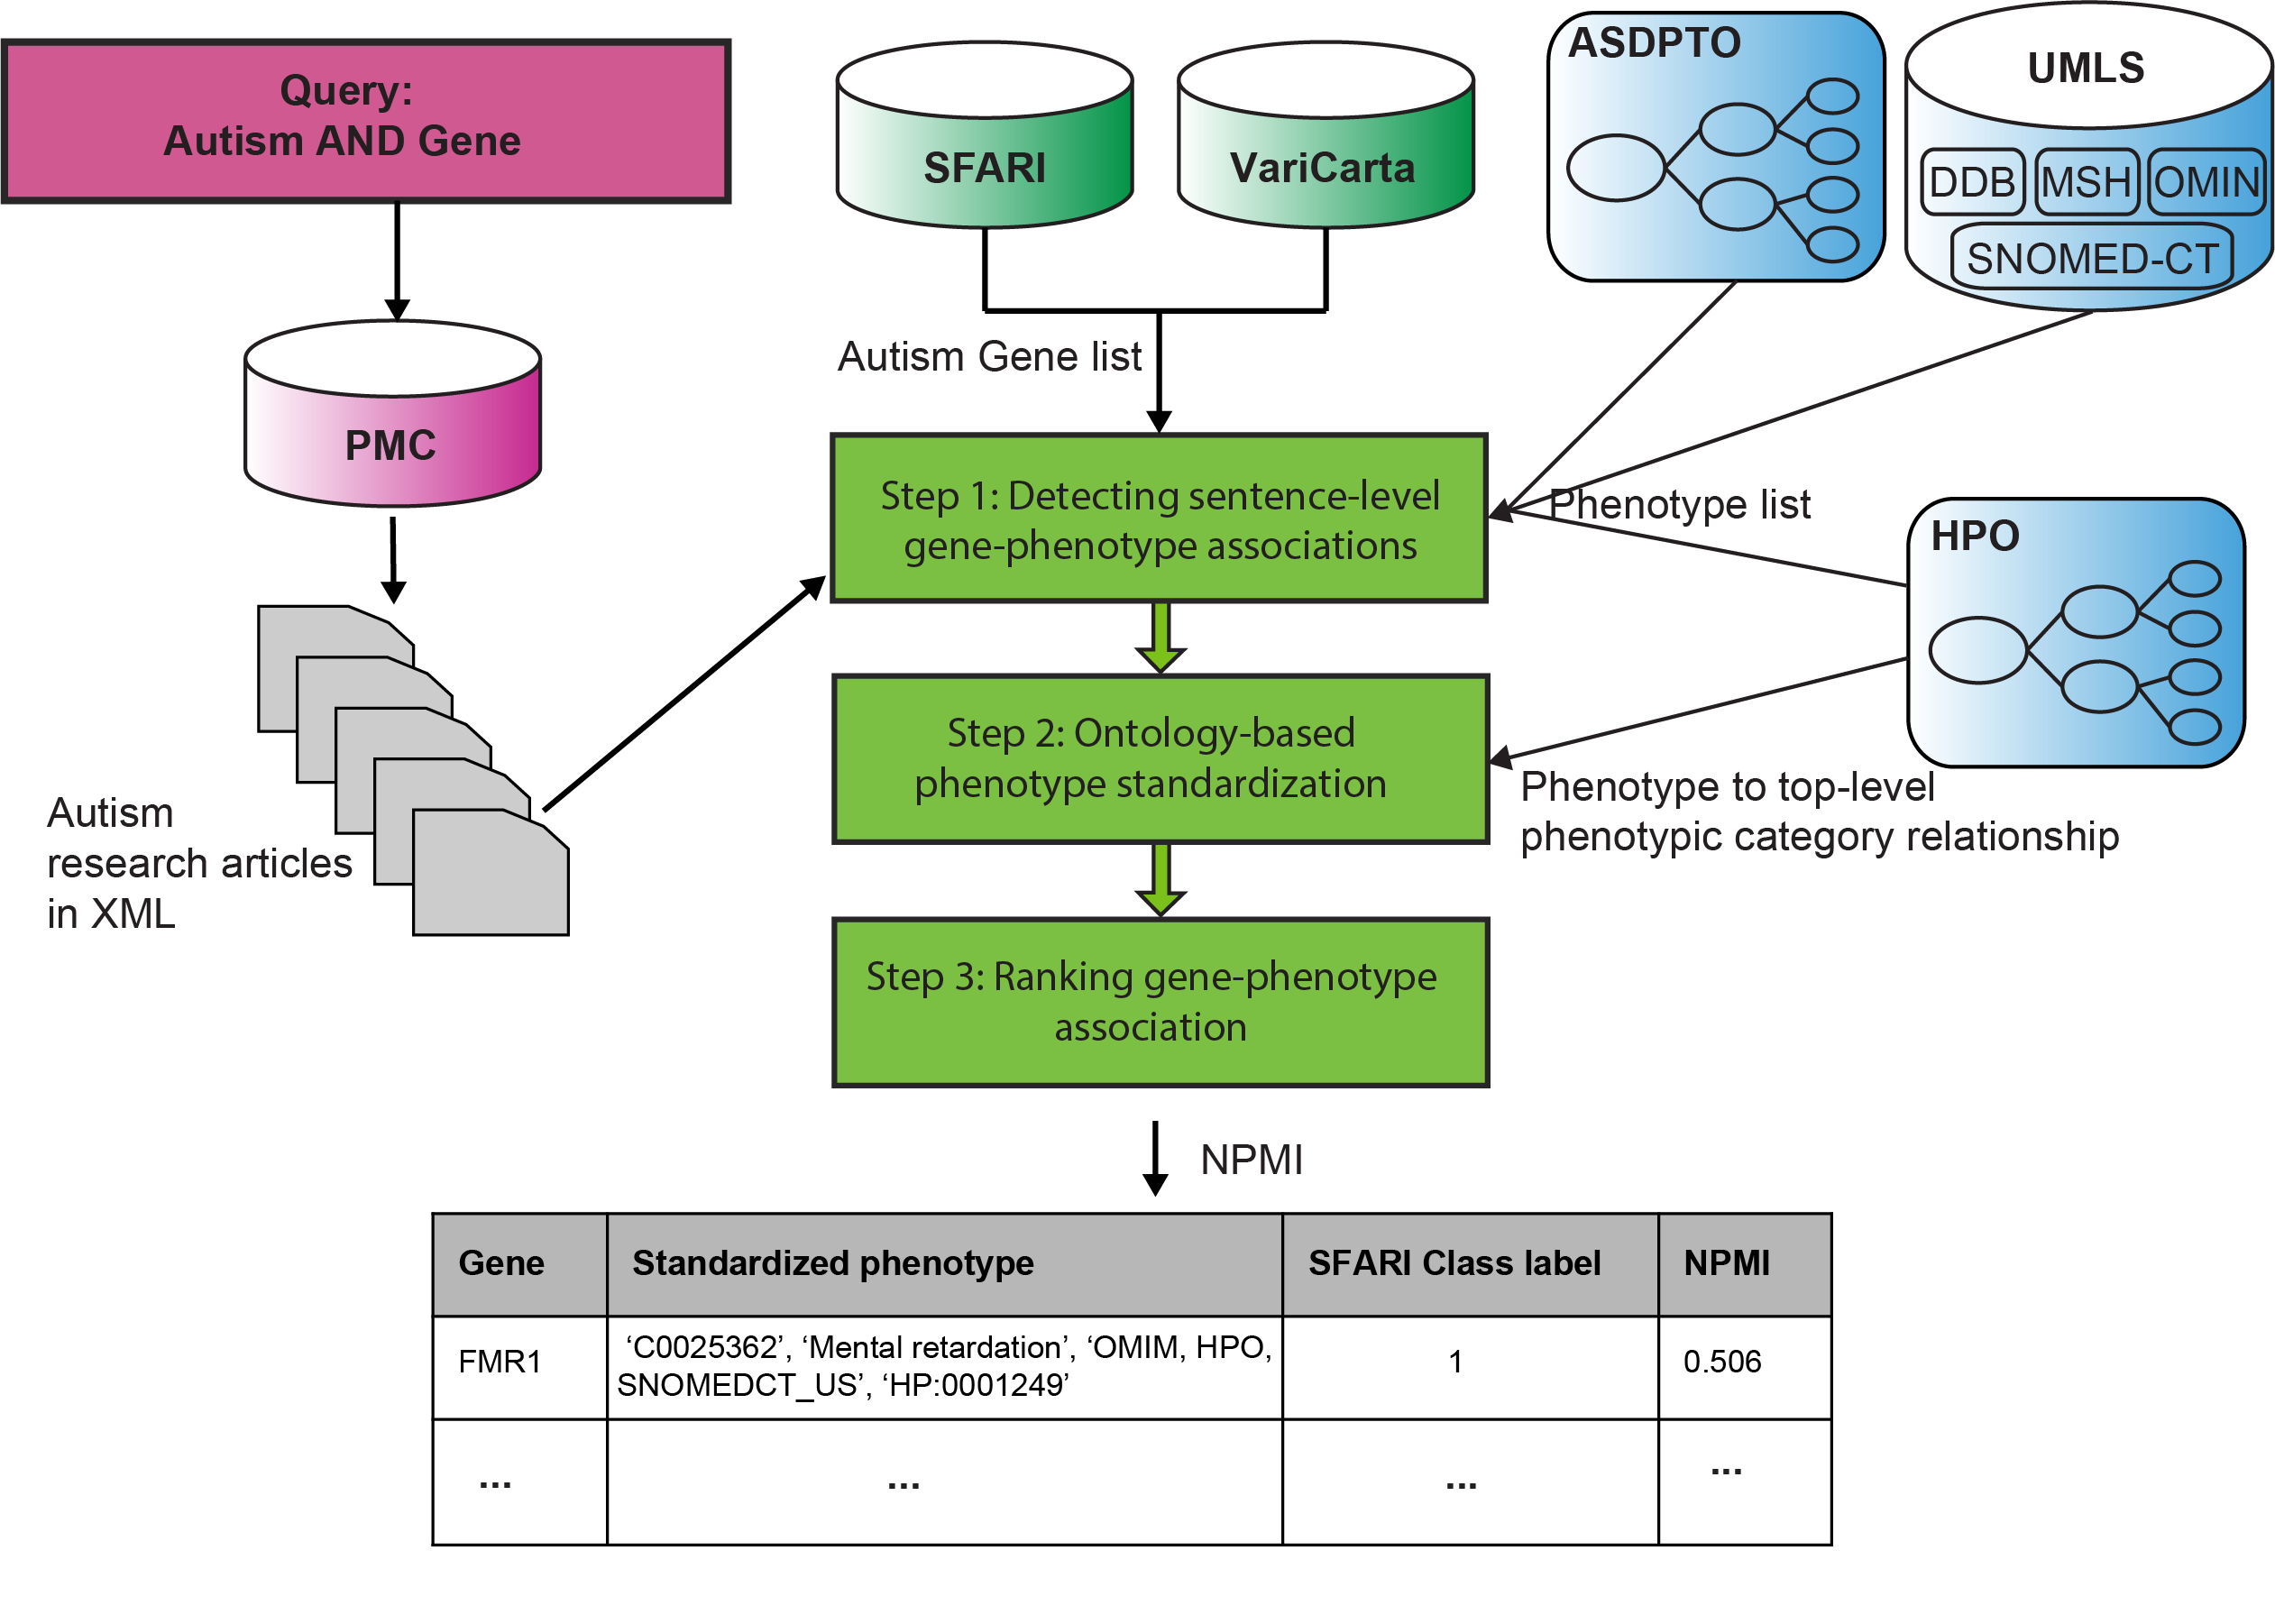 Query:
Autism AND Gene
PMC
Autism
research articles
in XML
SFARI
VariCarta
Autism Gene list
ASDPTO
UMLS
DDB
MSH
OMIN
SNOMED-CT
Phenotype list
HPO
Step 1: Detecting sentence-level
gene-phenotype associations
Step 2: Ontology-based
phenotype standardization
Phenotype to top-level
phenotypic category relationship
Step 3: Ranking gene-phenotype
association
NPMI
Gene
Standardized phenotype
SFARI Class label
NPMI
FMR1
‘C0025362’, ‘Mental retardation’, ‘OMIM, HPO,
SNOMEDCT_US’, ‘HP:0001249’
1
0.506
...
...
...
...